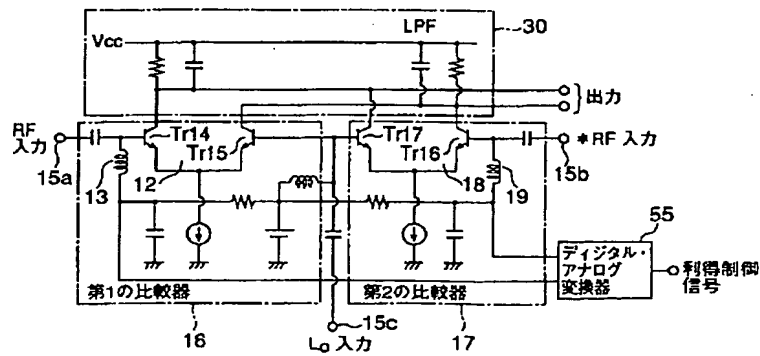 Vcc
LPF
30
出力
RF
入力
15a
Tr14
Tr15
12
13
Tr17
Tr16
18
19
*RF 入力
15b
55
ディジタル・
アナログ
変換器
利得制御
信号
第1の比較器
第2の比較器
16
15c
17
Lo 入力